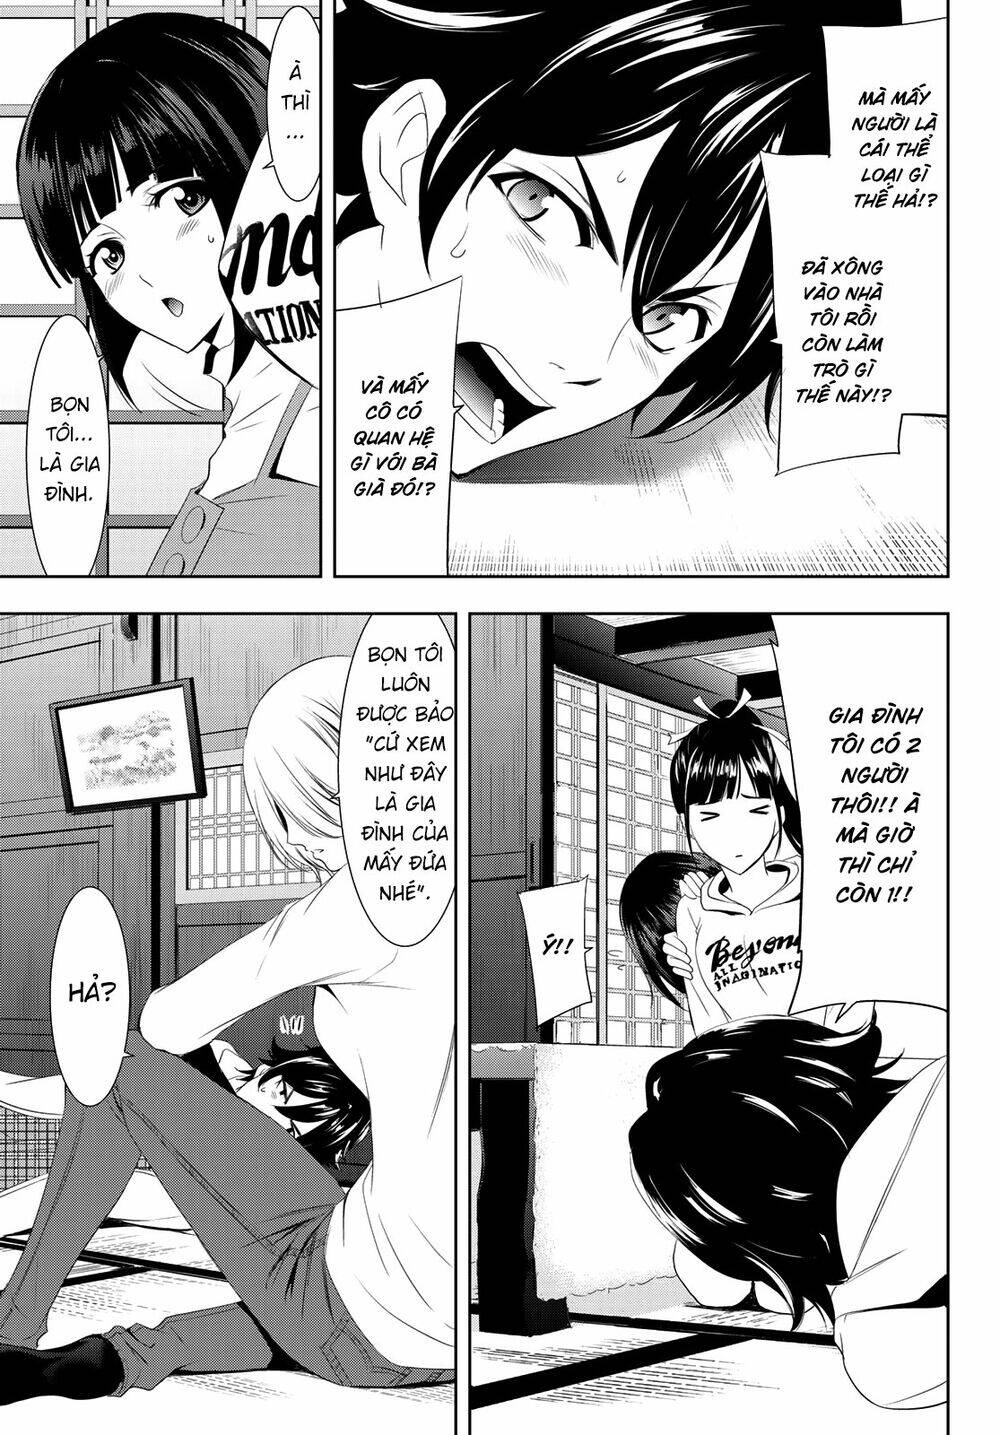 MÀ MẤY
NGƯỜI LÀ
CÁI THỂ
LOẠI GÌ
THẾ HẢ!?
ĐÃ XÔNG
VÀO NHÀ
TÔI RỒI
CÒN LÀM
TRÒ GÌ
THẾ NÀY!?
VÀ MẤY
CÔ CÓ
QUAN HỆ
GÌ VỚI BÀ
GIÀ ĐÓ!?
À
THÌ
...
BỌN
TÔI...
LÀ GIA
ĐÌNH.
GIA ĐÌNH
TÔI CÓ 2
NGƯỜI
THÔI!! À
MÀ GIỜ
THÌ CHỈ
CÒN 1!!
Ý!!
Beyond
ALL
IMAGINATIO
BỌN TÔI
LUÔN
ĐƯỢC BẢO
"CỨ XEM
NHƯ ĐÂY
LÀ GIA
ĐÌNH CỦA
MẤY ĐỨA
NHÉ".
HẢ?